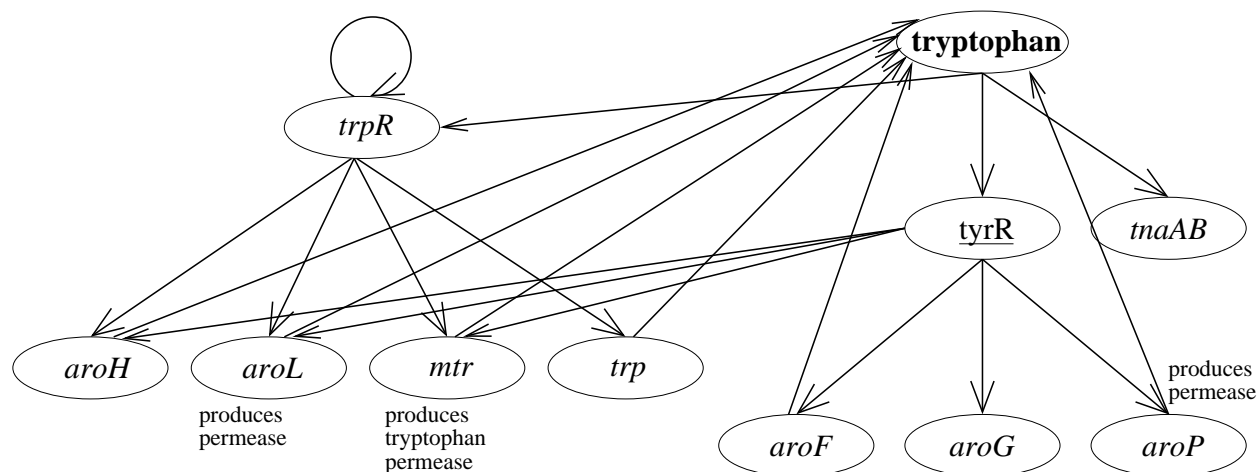 tryptophan
trpR
tyrR
tnaAB
aroH
aroL
mtr
trp
produces
permease
produces
permease
produces
tryptophan
permease
aroF
aroG
aroP